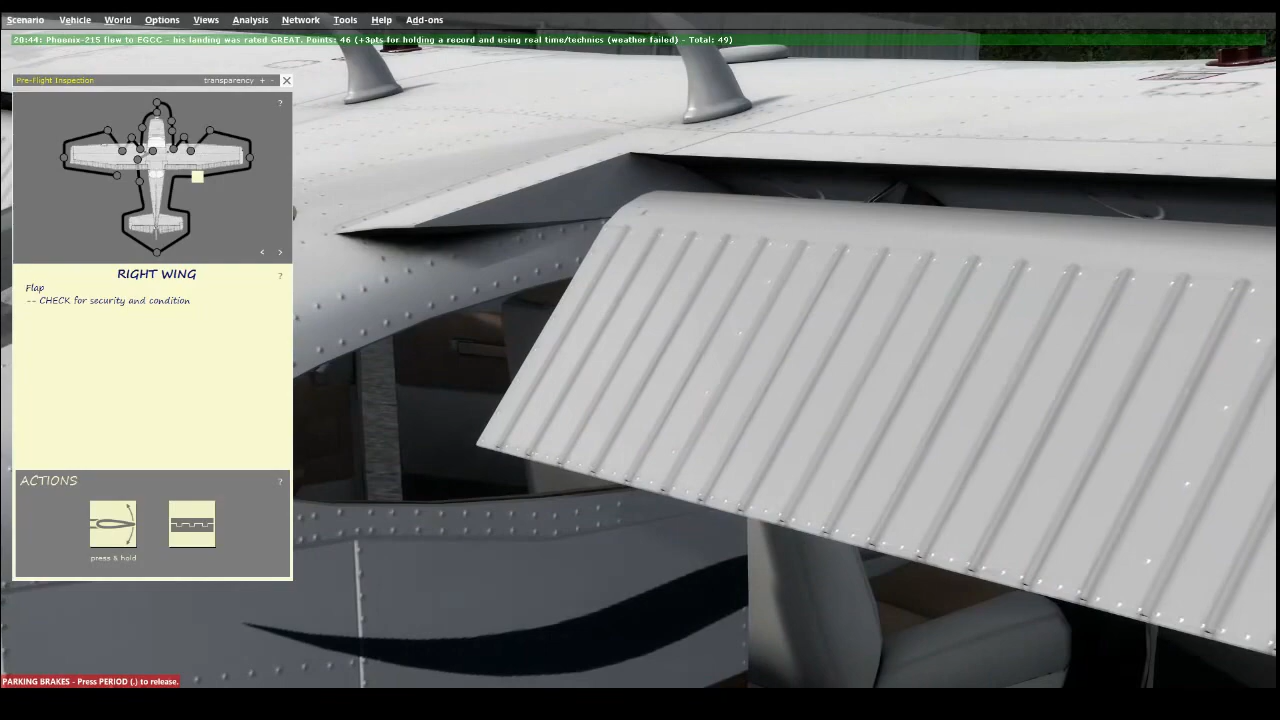 Scenario Vehicle World Options Views Analysis Network Tools Help Add-ons
20:44: Phoenix-215 flew to EGCC - his landing was rated GREAT. Points: 46 (+3pts for holding a record and using real time/technics (weather failed) - Total: 49)
Pre-Flight Inspection transparency + - X
?
< >
RIGHT WING ?
Flap
-- CHECK for security and condition
ACTIONS ?
press & hold
PARKING BRAKES - Press PERIOD (.) to release.